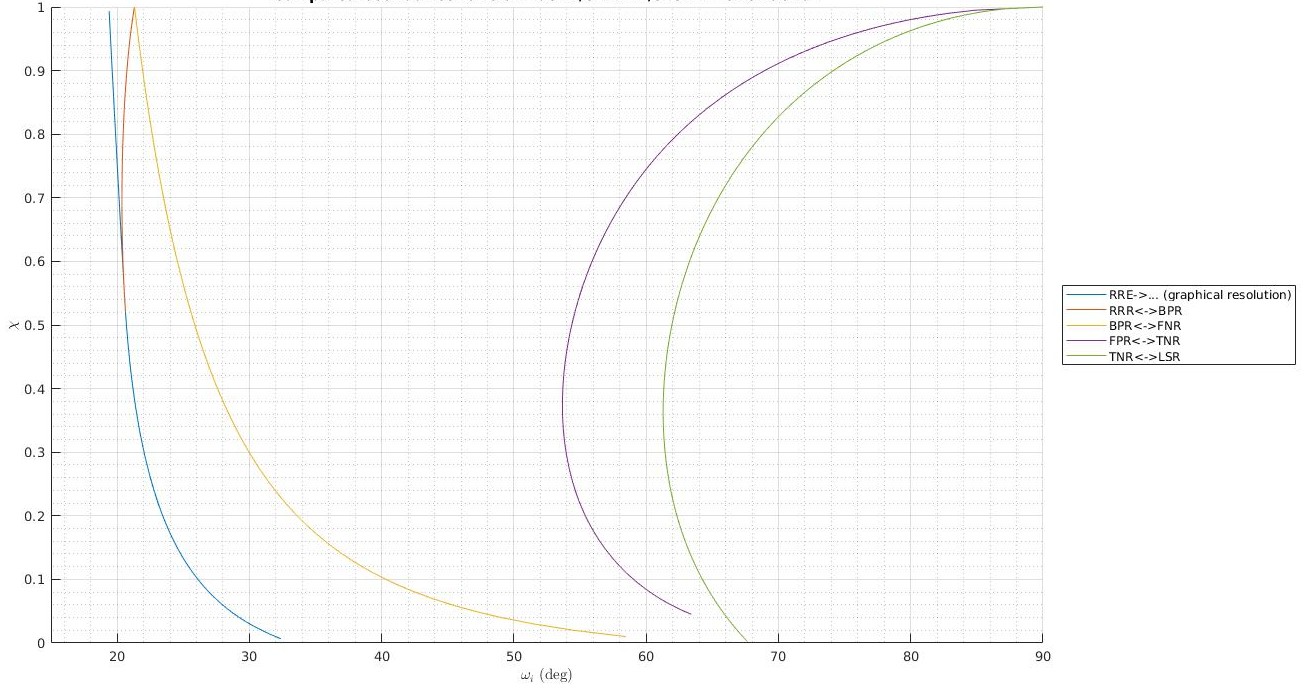 1
0.9
0.8
0.7
0.6
0.5
0.4
0.3
0.2
0.1
0
χ
20
30
40
50
60
70
80
90
ω_i (deg)
RRE->... (graphical resolution)
RRR<->BPR
BPR<->FNR
FPR<->TNR
TNR<->LSR